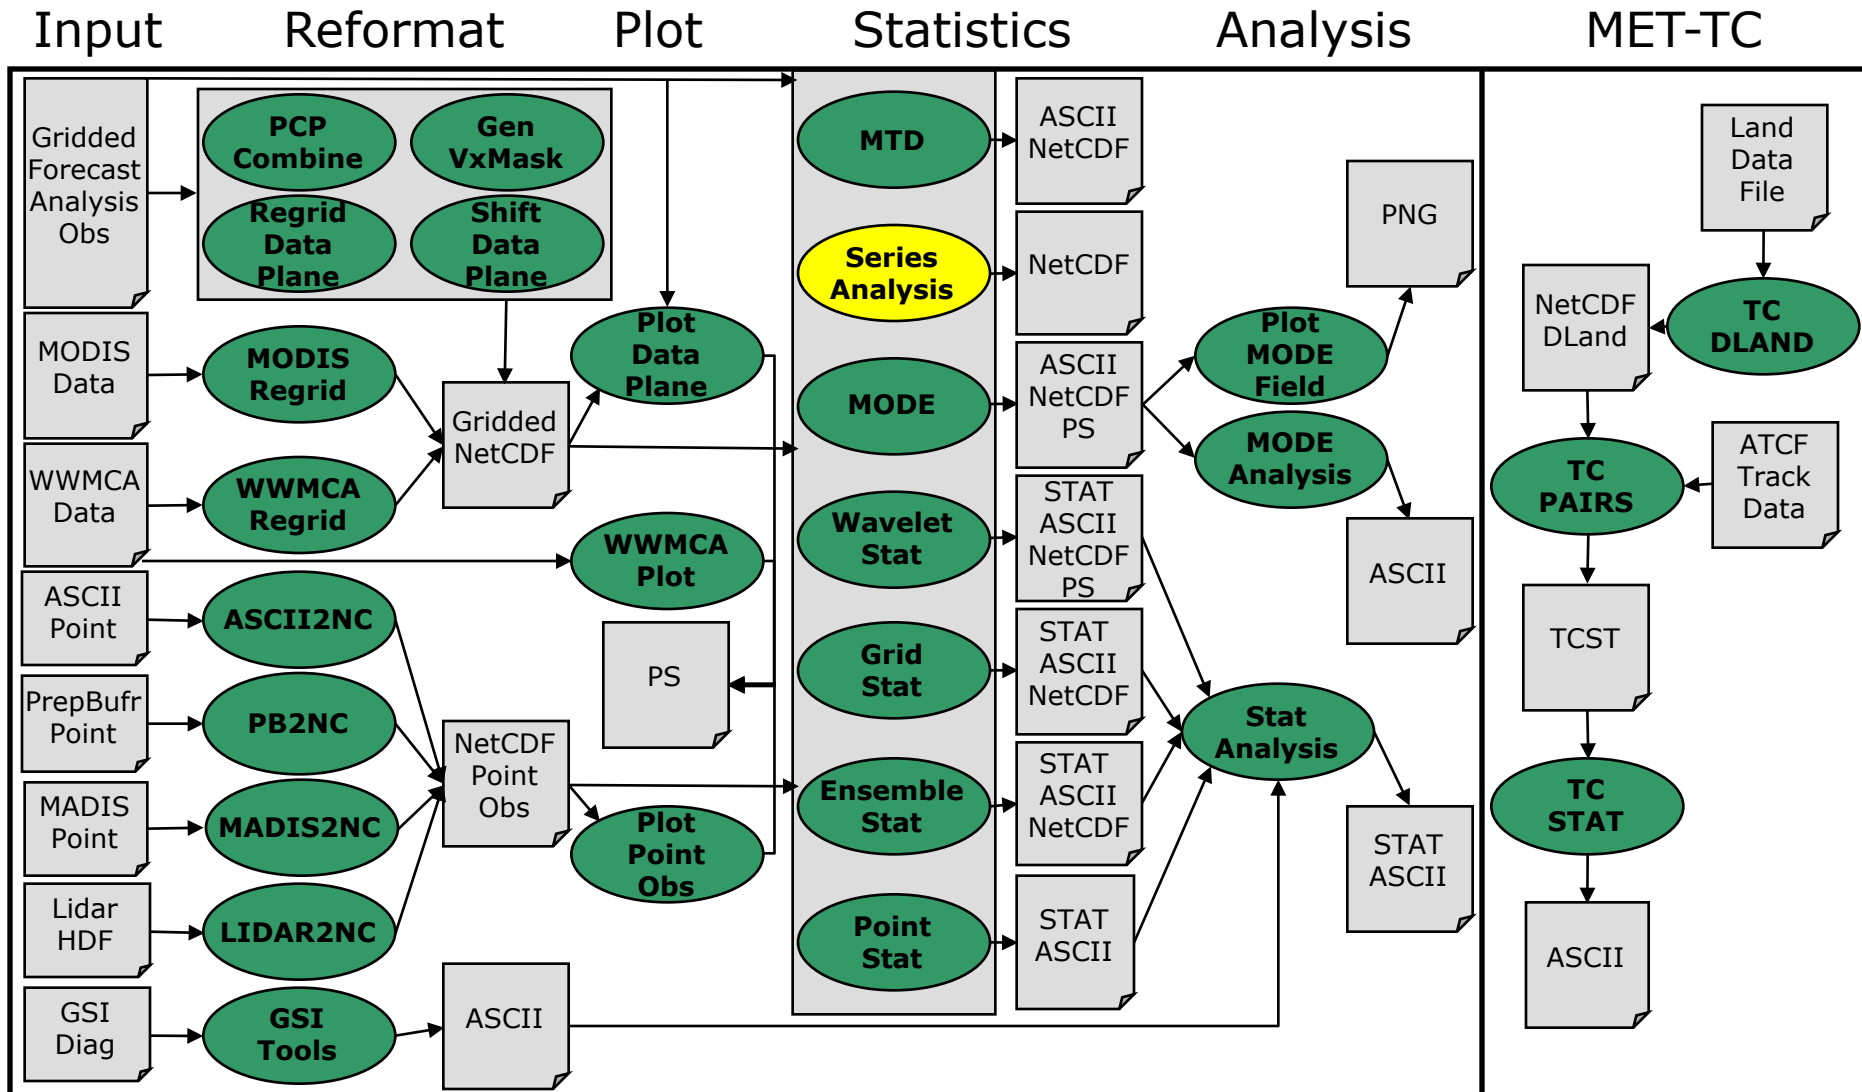 Input
Reformat
Plot
Statistics
Analysis
MET-TC
Gridded
Forecast
Analysis
Obs
MODIS
Data
WWMCA
Data
ASCII
Point
PrepBufr
Point
MADIS
Point
Lidar
HDF
GSI
Diag
PCP
Combine
Gen
VxMask
Regrid
Data
Plane
Shift
Data
Plane
MODIS
Regrid
WWMCA
Regrid
ASCII2NC
PB2NC
MADIS2NC
LIDAR2NC
GSI
Tools
Gridded
NetCDF
NetCDF
Point
Obs
ASCII
Plot
Data
Plane
WWMCA
Plot
PS
Plot
Point
Obs
MTD
Series
Analysis
MODE
Wavelet
Stat
Grid
Stat
Ensemble
Stat
Point
Stat
ASCII
NetCDF
NetCDF
ASCII
NetCDF
PS
STAT
ASCII
NetCDF
PS
STAT
ASCII
NetCDF
STAT
ASCII
NetCDF
STAT
ASCII
PNG
Plot
MODE
Field
MODE
Analysis
ASCII
Stat
Analysis
STAT
ASCII
Land
Data
File
TC
DLAND
NetCDF
DLand
ATCF
Track
Data
TC
PAIRS
TCST
TC
STAT
ASCII